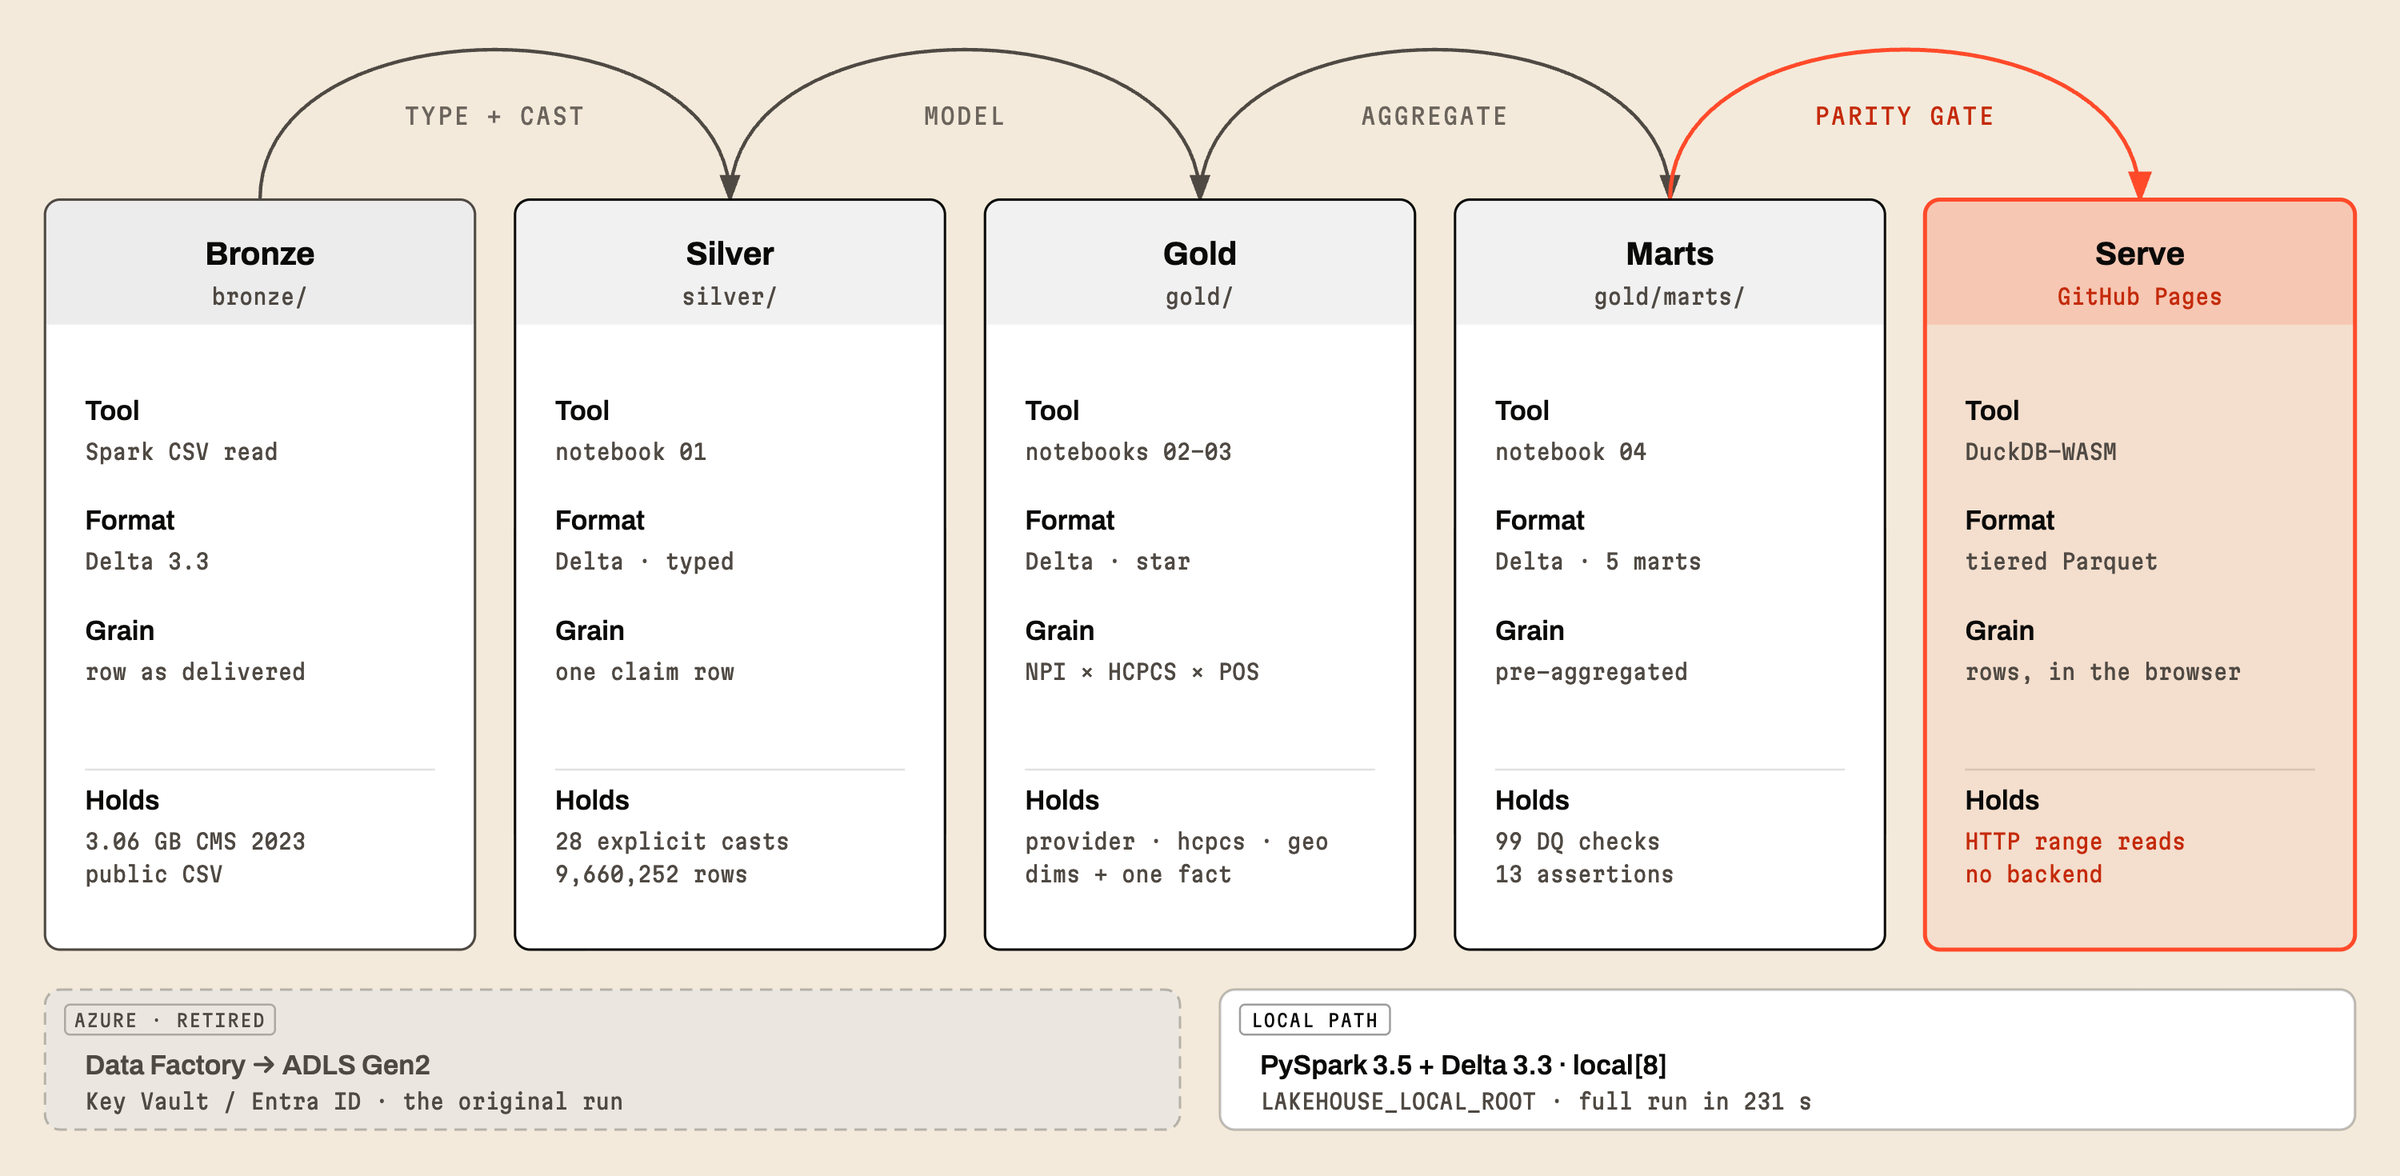 TYPE + CAST
MODEL
AGGREGATE
PARITY GATE
Bronze
bronze/
Tool
Spark CSV read
Format
Delta 3.3
Grain
row as delivered
Holds
3.06 GB CMS 2023
public CSV
Silver
silver/
Tool
notebook 01
Format
Delta · typed
Grain
one claim row
Holds
28 explicit casts
9,660,252 rows
Gold
gold/
Tool
notebooks 02–03
Format
Delta · star
Grain
NPI × HCPCS × POS
Holds
provider · hcpcs · geo
dims + one fact
Marts
gold/marts/
Tool
notebook 04
Format
Delta · 5 marts
Grain
pre-aggregated
Holds
99 DQ checks
13 assertions
Serve
GitHub Pages
Tool
DuckDB-WASM
Format
tiered Parquet
Grain
rows, in the browser
Holds
HTTP range reads
no backend
AZURE · RETIRED
Data Factory → ADLS Gen2
Key Vault / Entra ID · the original run
LOCAL PATH
PySpark 3.5 + Delta 3.3 · local[8]
LAKEHOUSE_LOCAL_ROOT · full run in 231 s